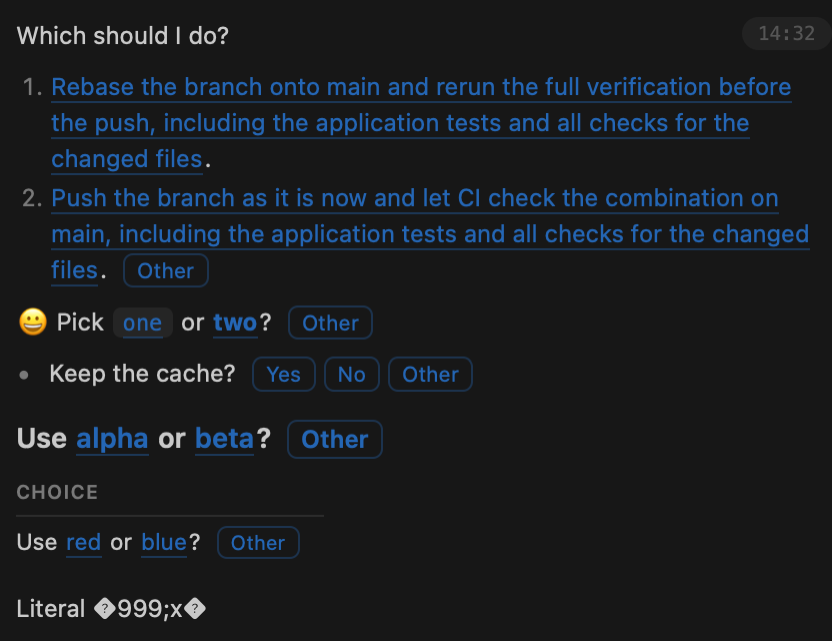 Which should I do?
14:32
1. Rebase the branch onto main and rerun the full verification before
the push, including the application tests and all checks for the
changed files.
2. Push the branch as it is now and let CI check the combination on
main, including the application tests and all checks for the changed
files. Other
😀 Pick one or two? Other
• Keep the cache? Yes No Other
Use alpha or beta? Other
CHOICE
Use red or blue? Other
Literal �999;x�